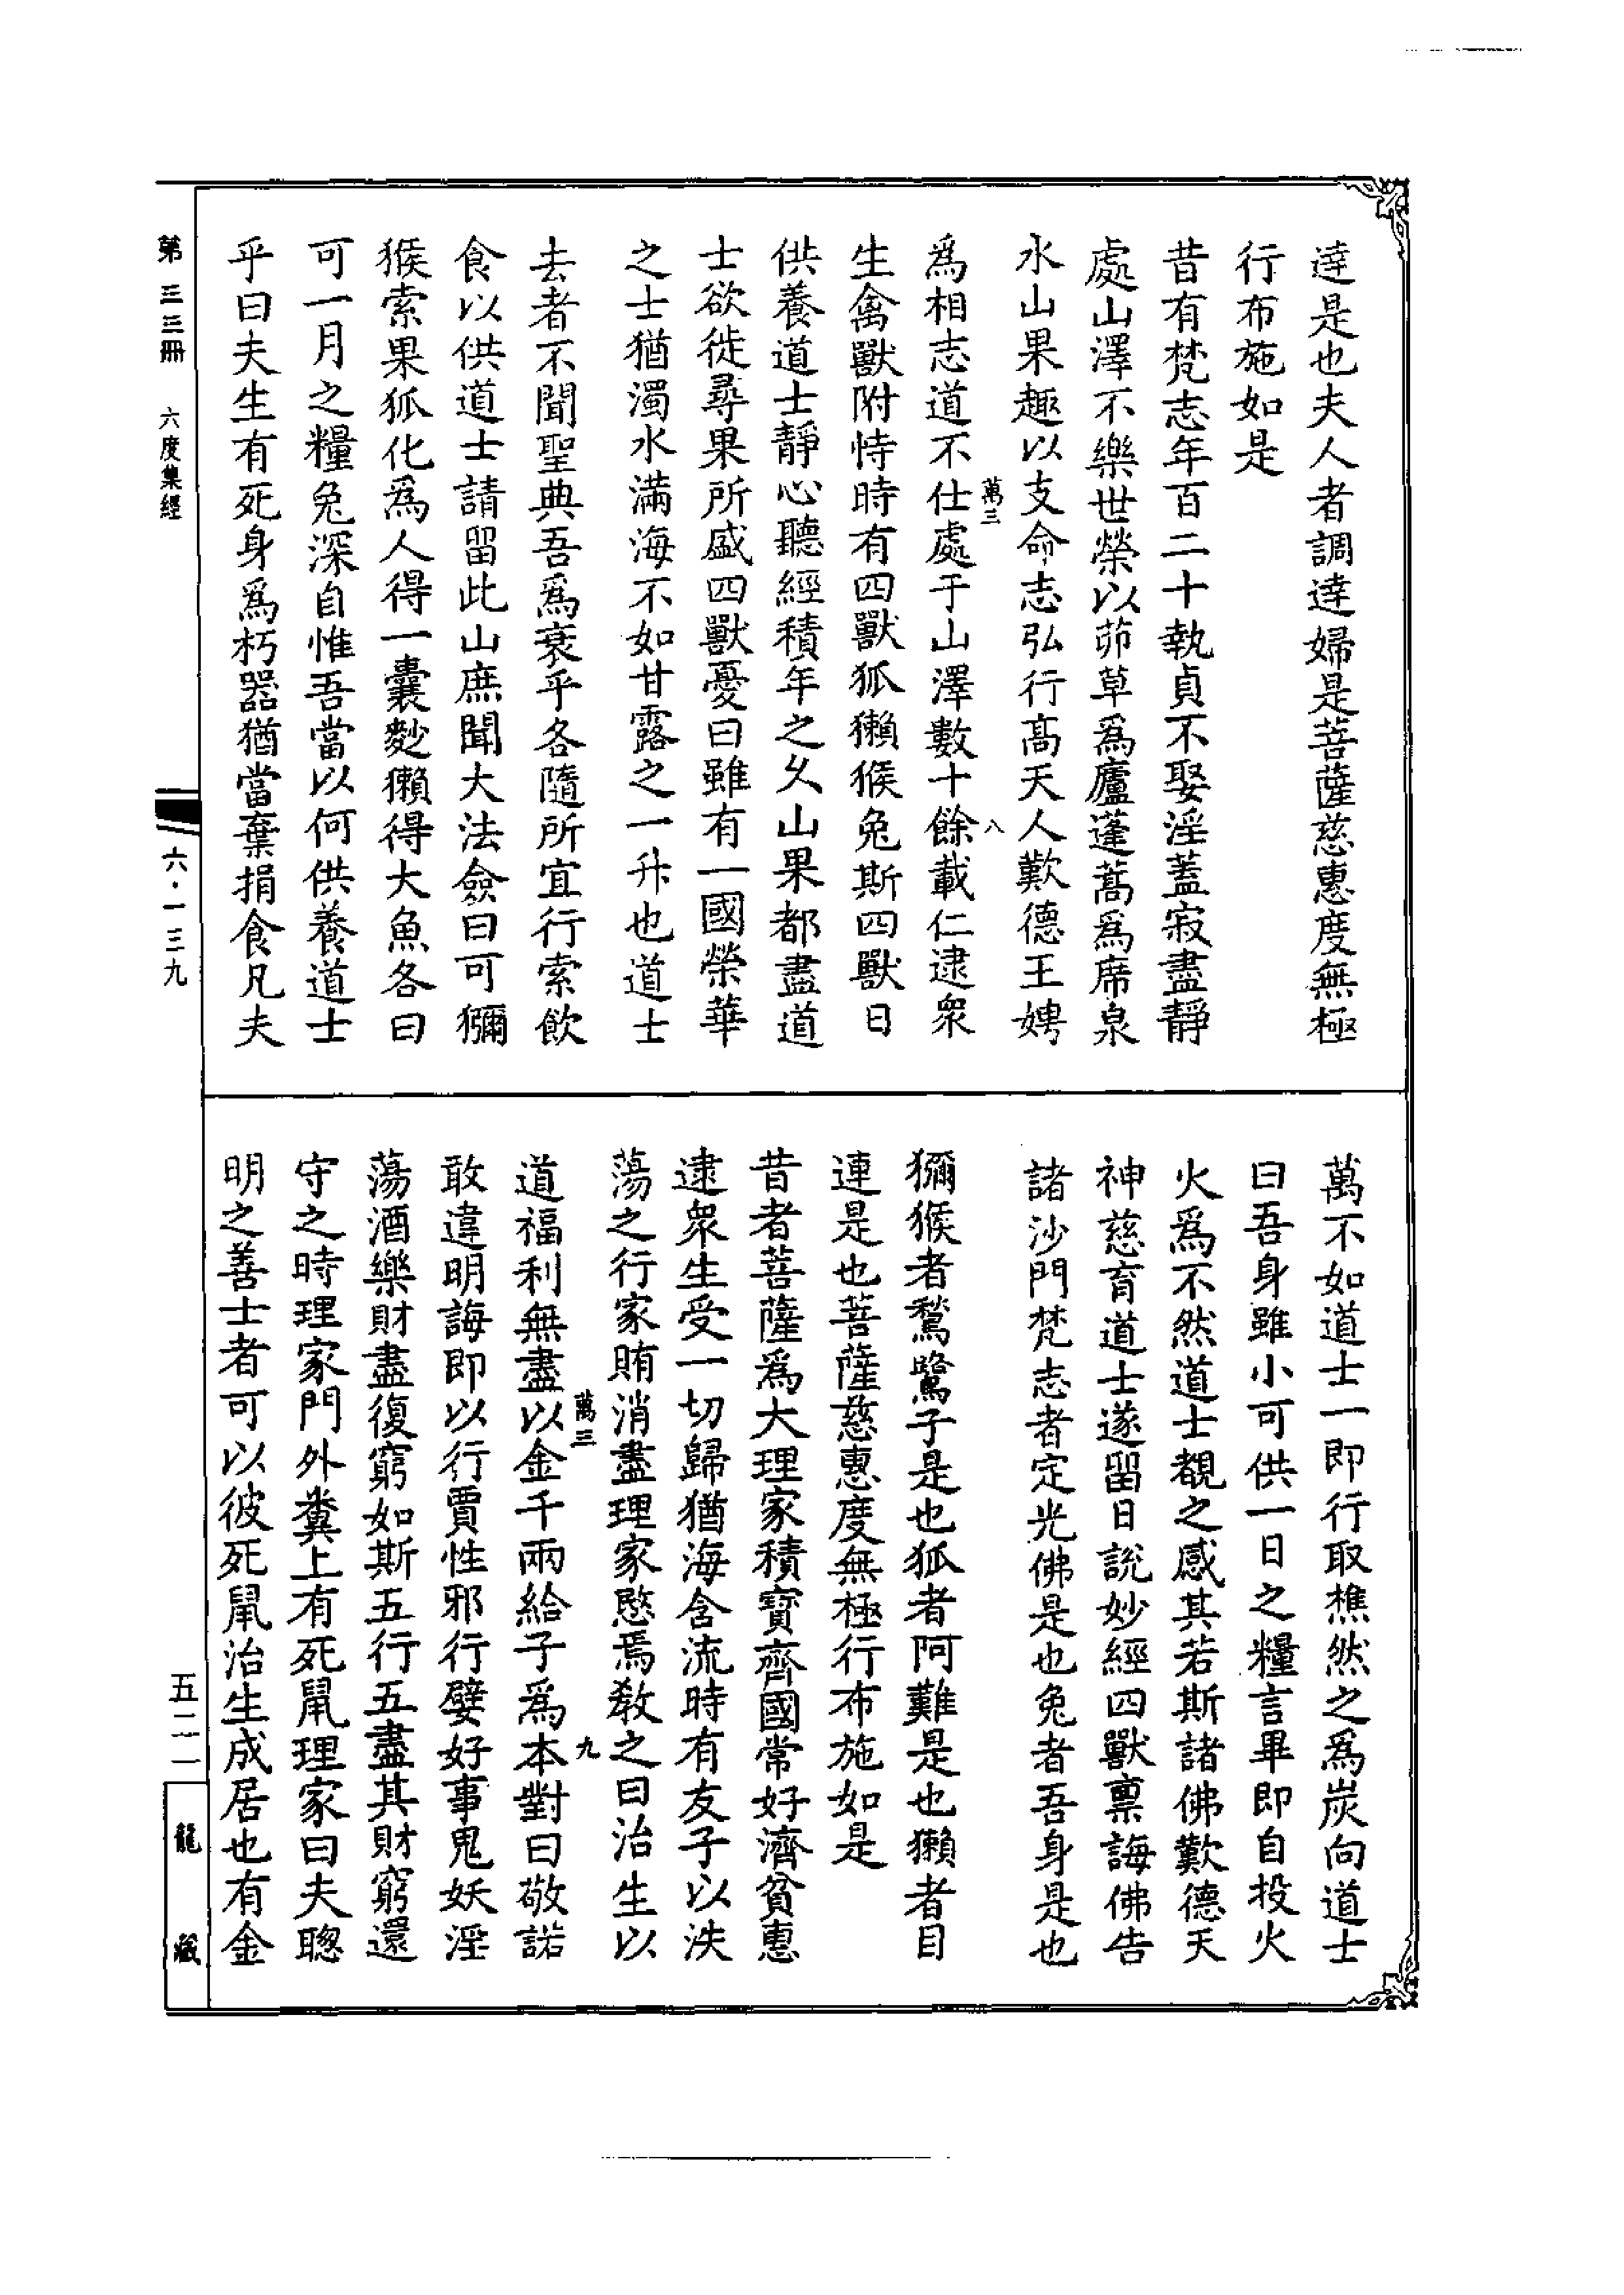 達是也夫人者調達婦是菩薩慈惠度無極
行布施如是
昔有梵志年百二十執貞不娶淫蓋寂盡靜
處山澤不樂世榮以茆草為廬蓬蒿為席泉
水山果趣以支命志弘行高天人歎德王娉
為相志道不仕處于山澤數十餘載仁逮眾
萬三 八
生禽獸附恃時有四獸狐獺猴兔斯四獸日
供養道士靜心聽經積年之久山果都盡道
士欲徙尋果所盛四獸憂曰雖有一國榮華
之士猶濁水滿海不如甘露之一升也道士
去者不聞聖典吾為衰乎各隨所宜行索飲
食以供道士請留此山庶聞大法僉曰可獼
猴索果狐化為人得一囊麨獺得大魚各曰
可一月之糧兔深自惟吾當以何供養道士
乎曰夫生有死身為朽器猶當棄捐食凡夫
萬不如道士一即行取樵然之為炭向道士
曰吾身雖小可供一日之糧言畢即自投火
火為不然道士覩之感其若斯諸佛歎德天
神慈育道士遂留日說妙經四獸稟誨佛告
諸沙門梵志者定光佛是也兔者吾身是也
獼猴者鶖鷺子是也狐者阿難是也獺者目
連是也菩薩慈惠度無極行布施如是
昔者菩薩為大理家積寶齊國常好濟貧惠
逮眾生受一切歸猶海含流時有友子以泆
蕩之行家賄消盡理家愍焉教之曰治生以
道福利無盡以金千兩給子為本對曰敬諾
萬三 九
敢違明誨即以行賈性邪行嬖好事鬼妖淫
蕩酒樂財盡復窮如斯五行五盡其財窮還
守之時理家門外糞上有死鼠理家曰夫聰
明之善士者可以彼死鼠治生成居也有金
第三三冊 六度集經
六·一三九
五二一
龍藏